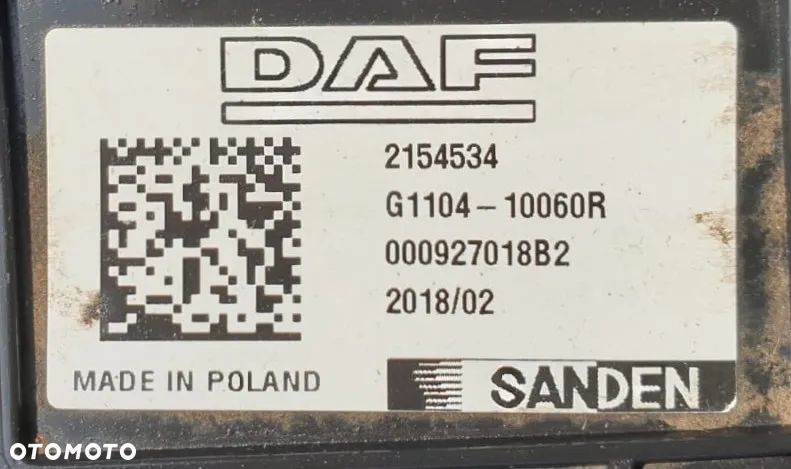 DAF
2154534
G1104-10060R
000927018B2
2018/02
MADE IN POLAND
SANDEN
OTOMOTO